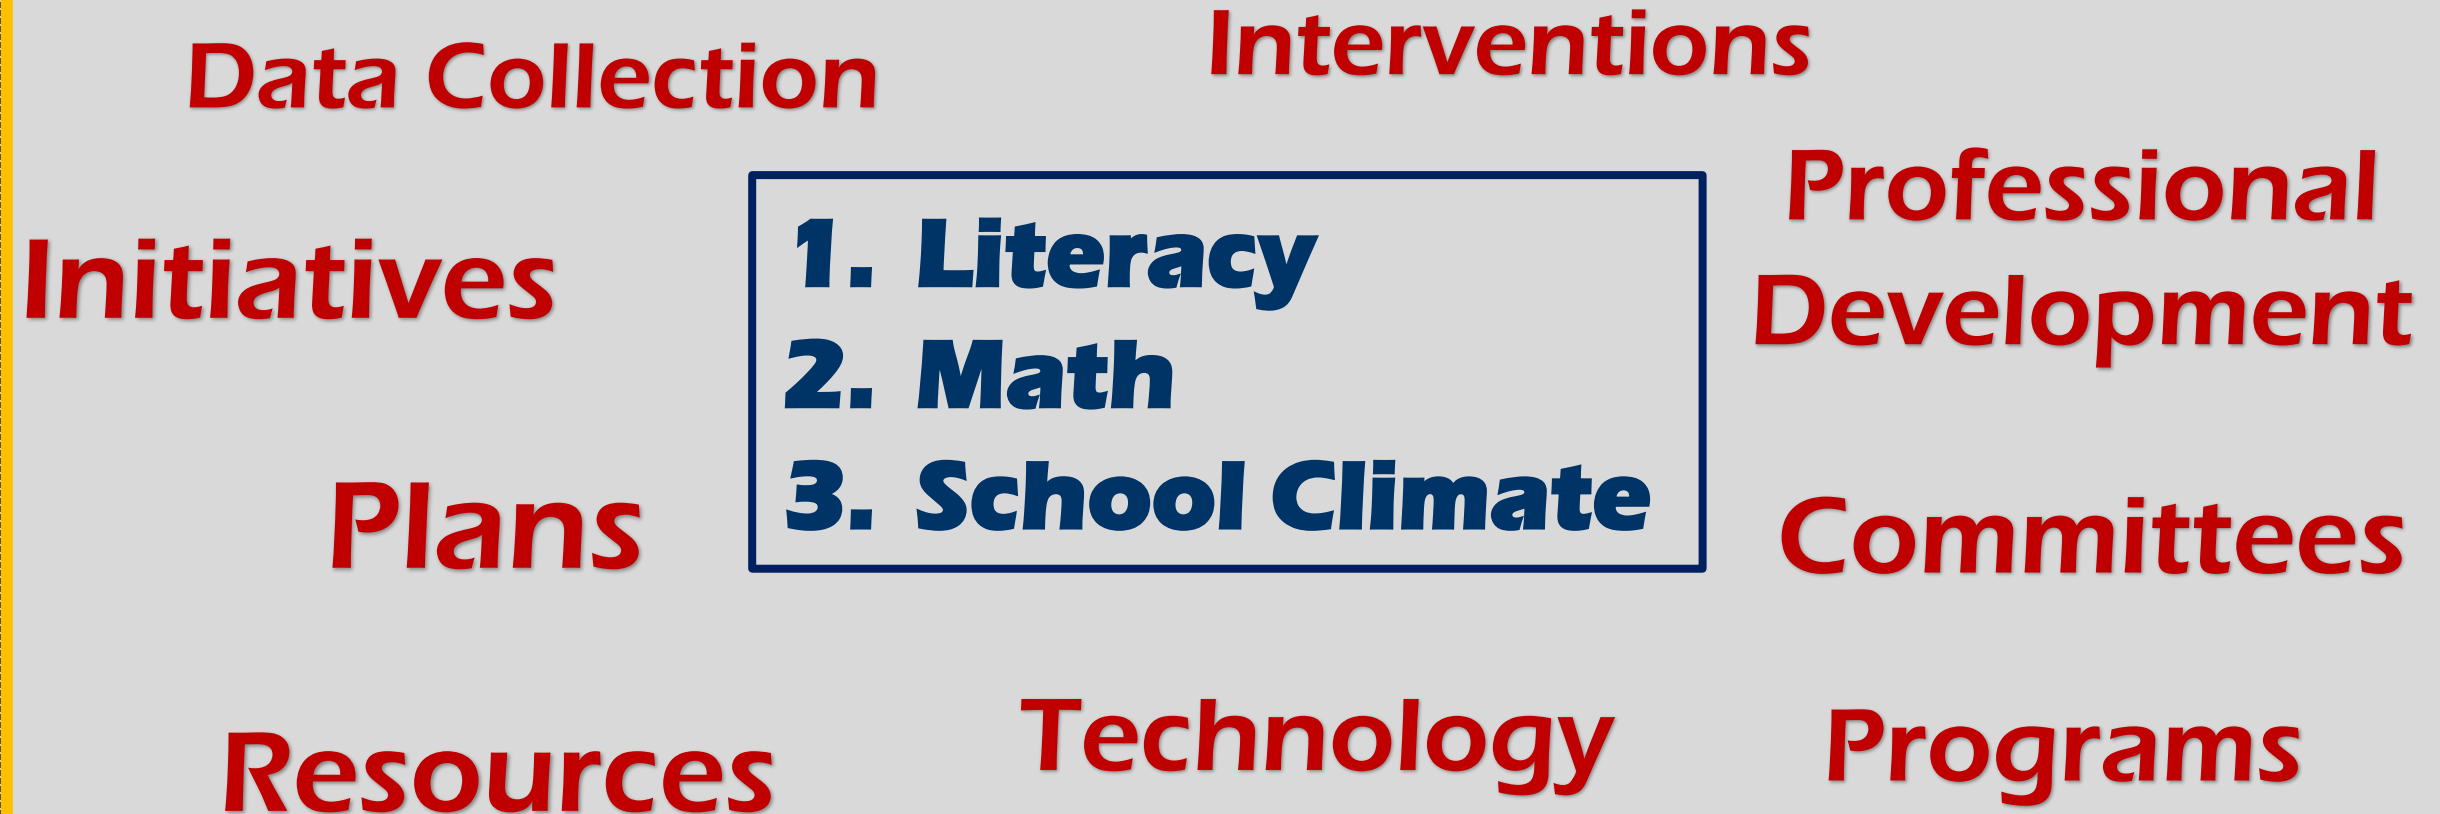 Interventions
Data Collection
Professional
Development
Initiatives
1. Literacy
2. Math
3. School Climate
Plans
Committees
Technology
Programs
Resources